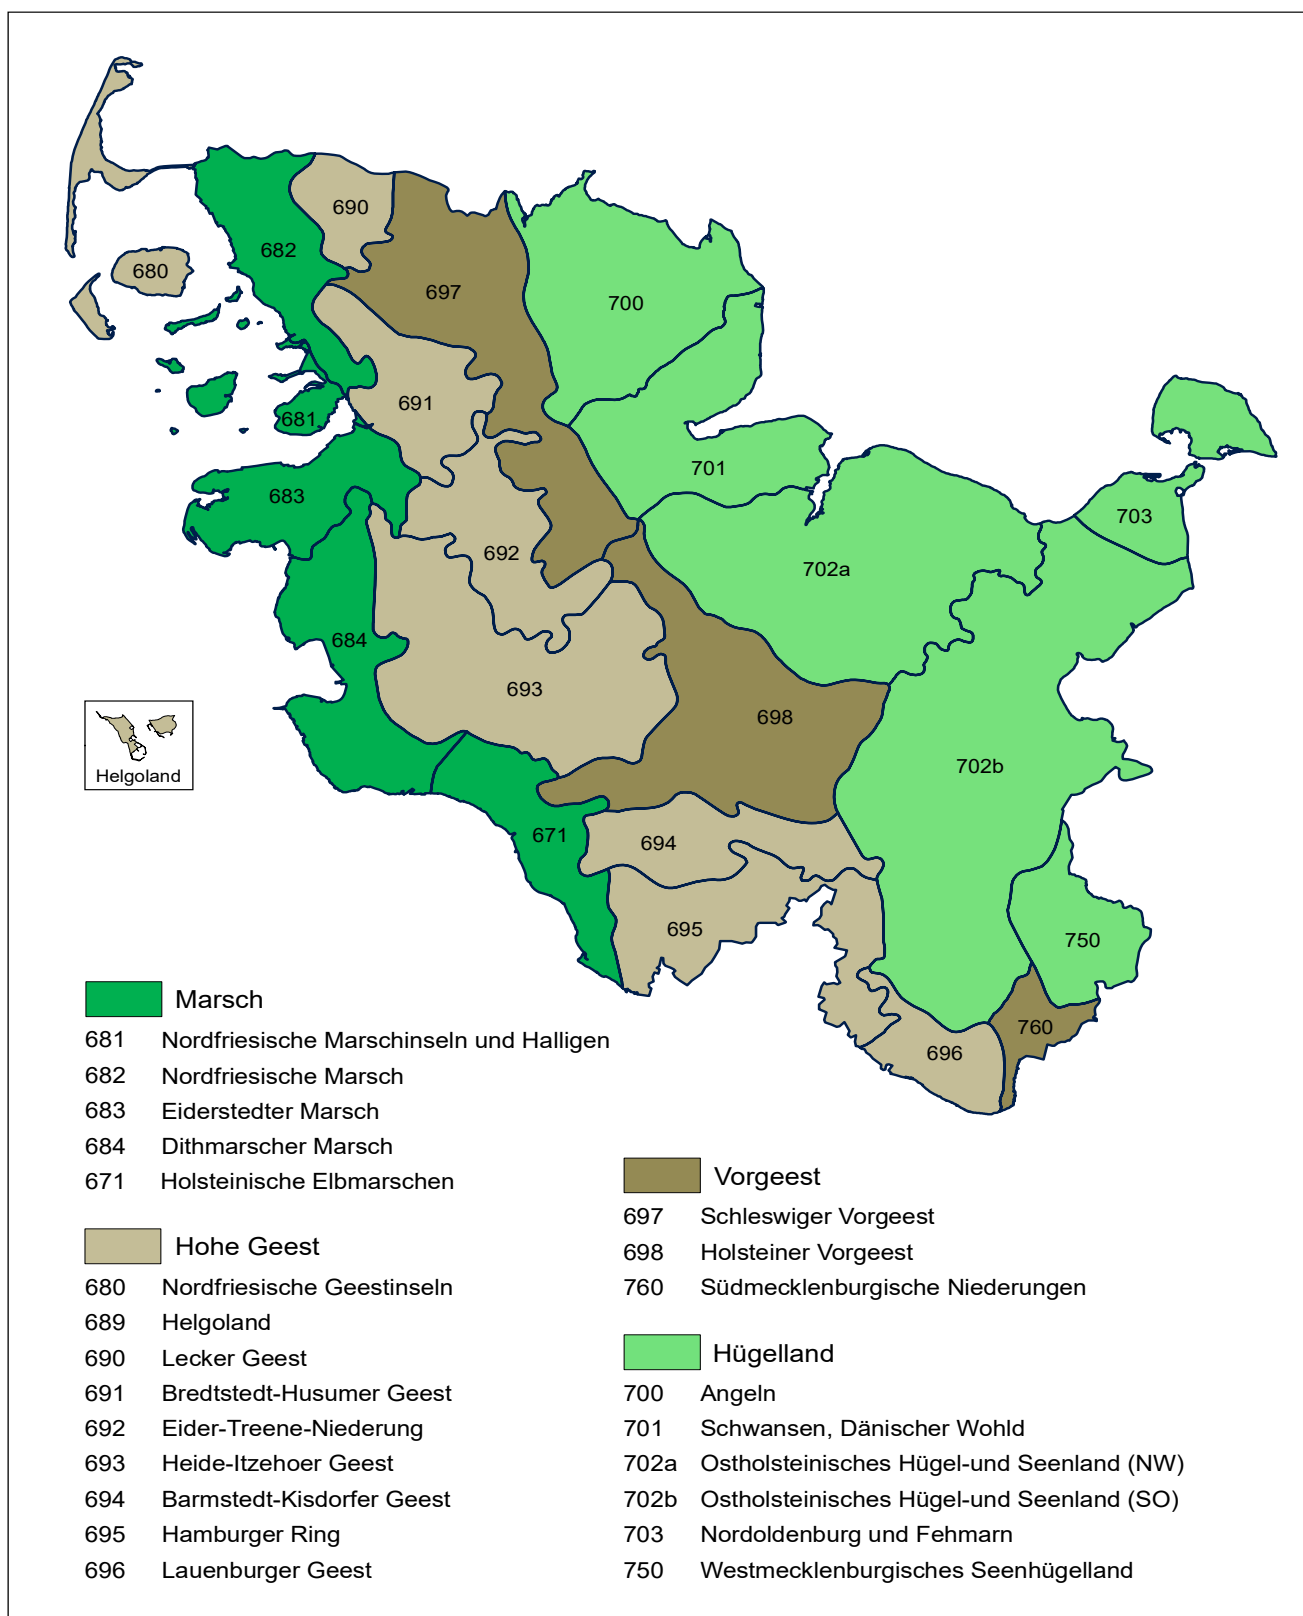 690
682
680
697
700
691
681
701
683
703
692
702a
684
693
698
Helgoland
702b
671
694
695
750
760
696
Marsch
681 Nordfriesische Marschinseln und Halligen
682 Nordfriesische Marsch
683 Eiderstedter Marsch
684 Dithmarscher Marsch
671 Holsteinische Elbmarschen
Hohe Geest
680 Nordfriesische Geestinseln
689 Helgoland
690 Lecker Geest
691 Bredtstedt-Husumer Geest
692 Eider-Treene-Niederung
693 Heide-Itzehoer Geest
694 Barmstedt-Kisdorfer Geest
695 Hamburger Ring
696 Lauenburger Geest
Vorgeest
697 Schleswiger Vorgeest
698 Holsteiner Vorgeest
760 Südmecklenburgische Niederungen
Hügelland
700 Angeln
701 Schwansen, Dänischer Wohld
702a Ostholsteinisches Hügel-und Seenland (NW)
702b Ostholsteinisches Hügel-und Seenland (SO)
703 Nordoldenburg und Fehmarn
750 Westmecklenburgisches Seenhügelland